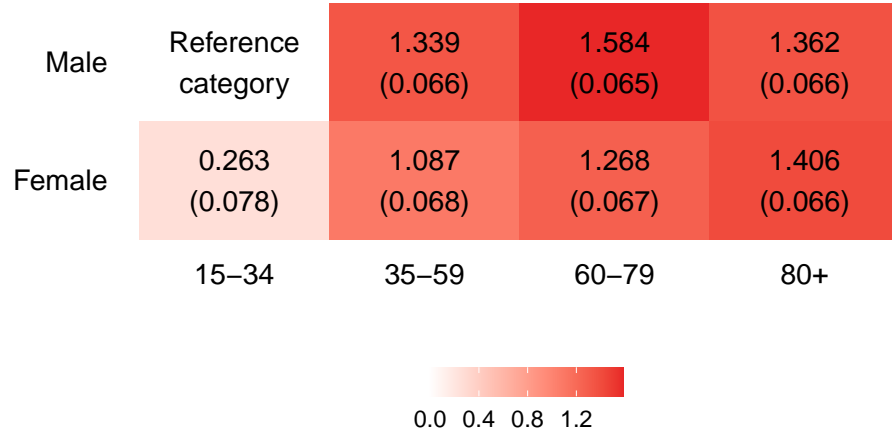 Male Reference category 1.339 (0.066) 1.584 (0.065) 1.362 (0.066)
Female 0.263 (0.078) 1.087 (0.068) 1.268 (0.067) 1.406 (0.066)
15–34 35–59 60–79 80+
0.0 0.4 0.8 1.2